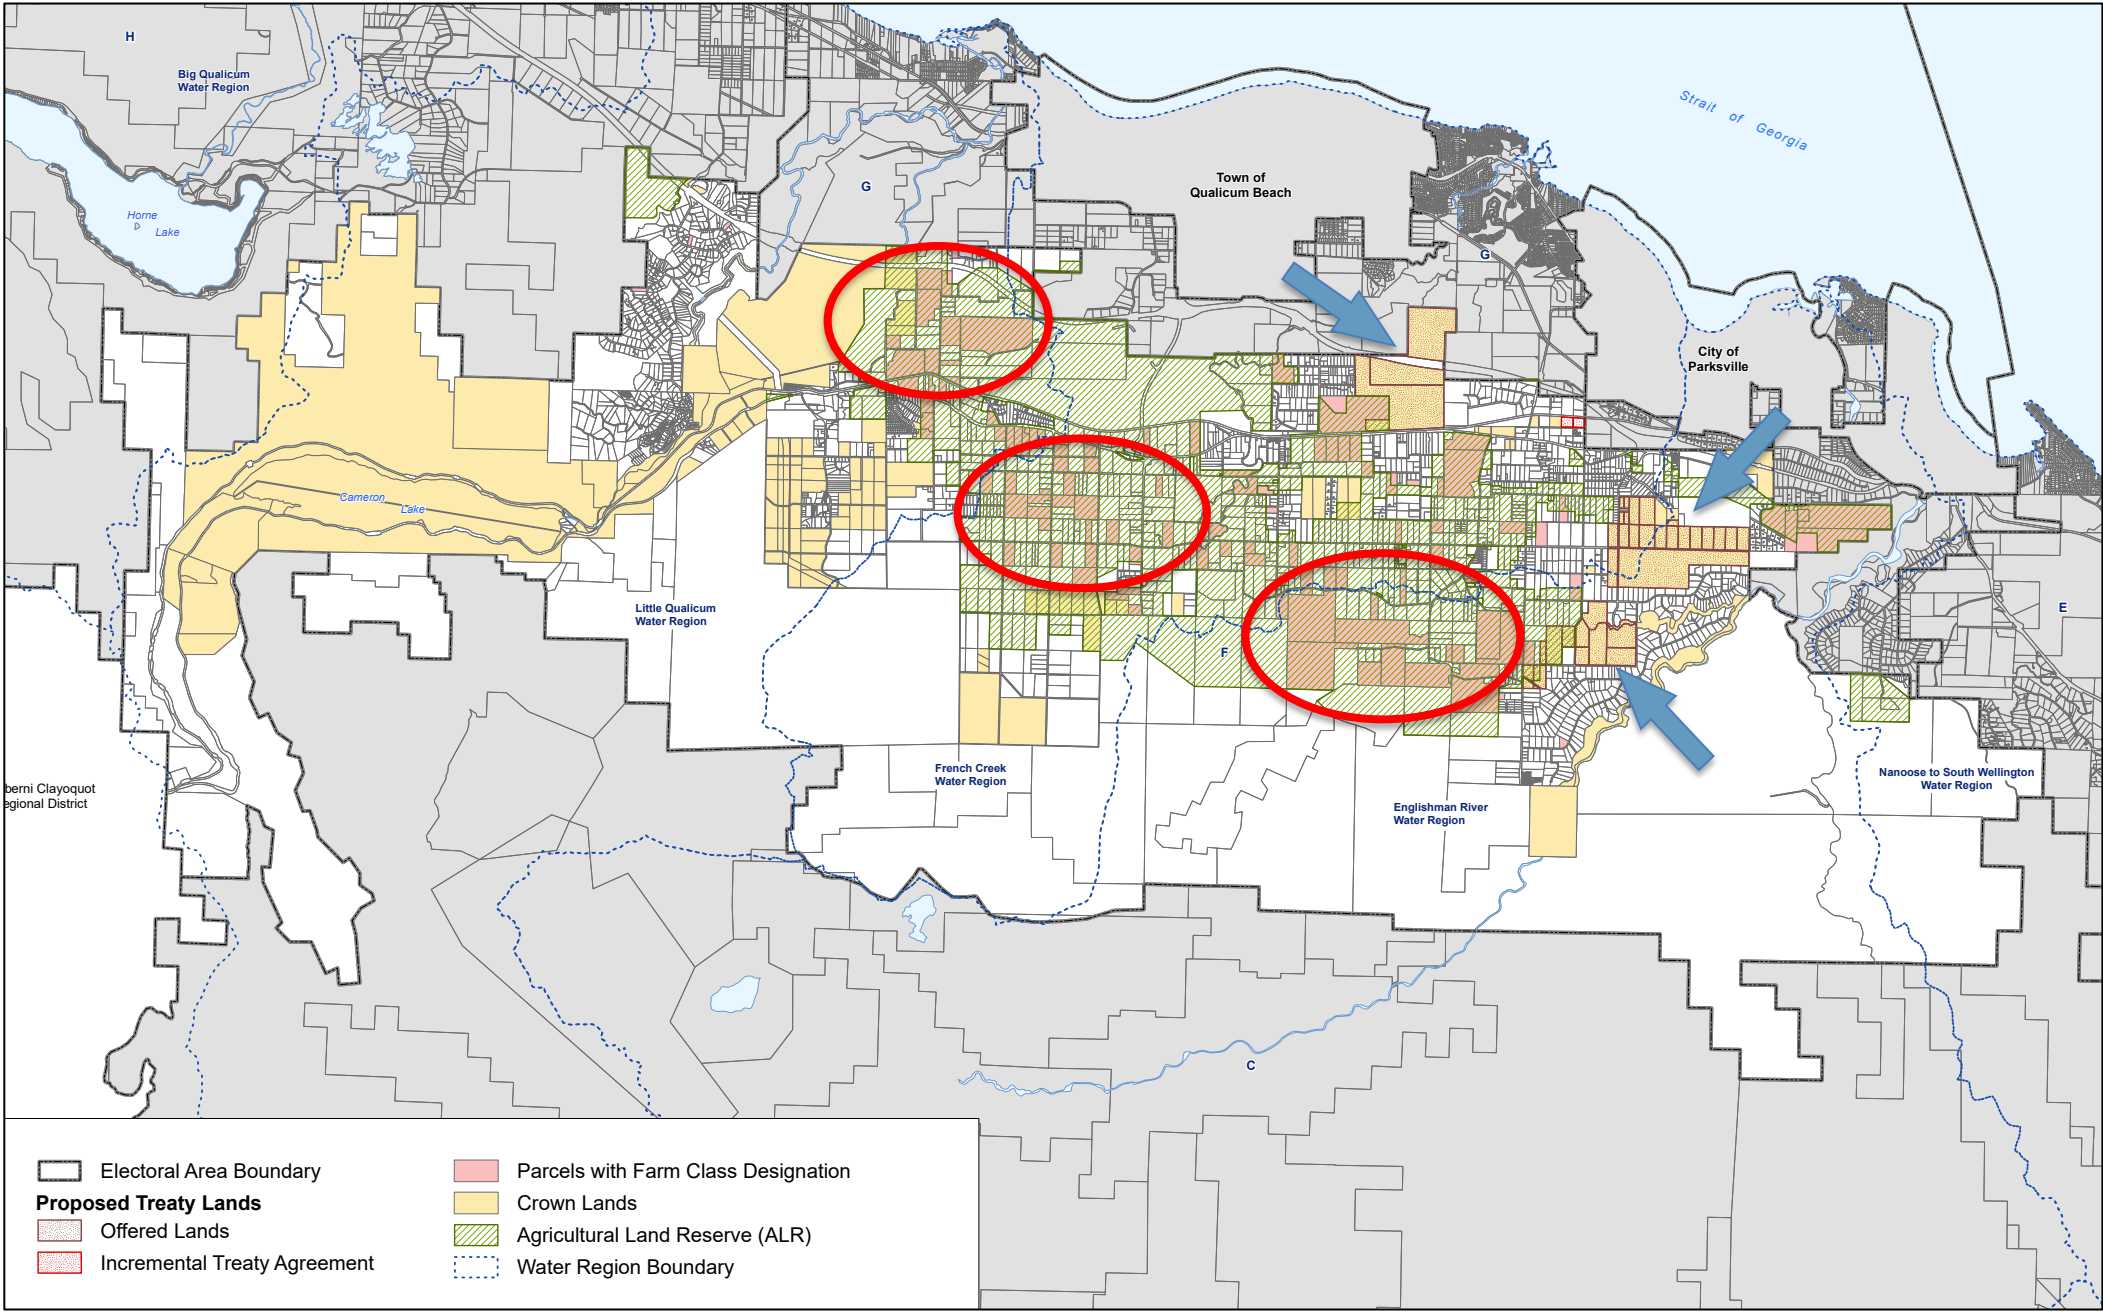 H
Big Qualicum
Water Region
Strait of Georgia
Town of
Qualicum Beach
G
Horne
Lake
G
City of
Parksville
Cameron
Lake
Little Qualicum
Water Region
E
F
French Creek
Water Region
Nanoose to South Wellington
Water Region
berni Clayoquot
egional District
Englishman River
Water Region
C
Electoral Area Boundary
Proposed Treaty Lands
Offered Lands
Incremental Treaty Agreement
Parcels with Farm Class Designation
Crown Lands
Agricultural Land Reserve (ALR)
Water Region Boundary